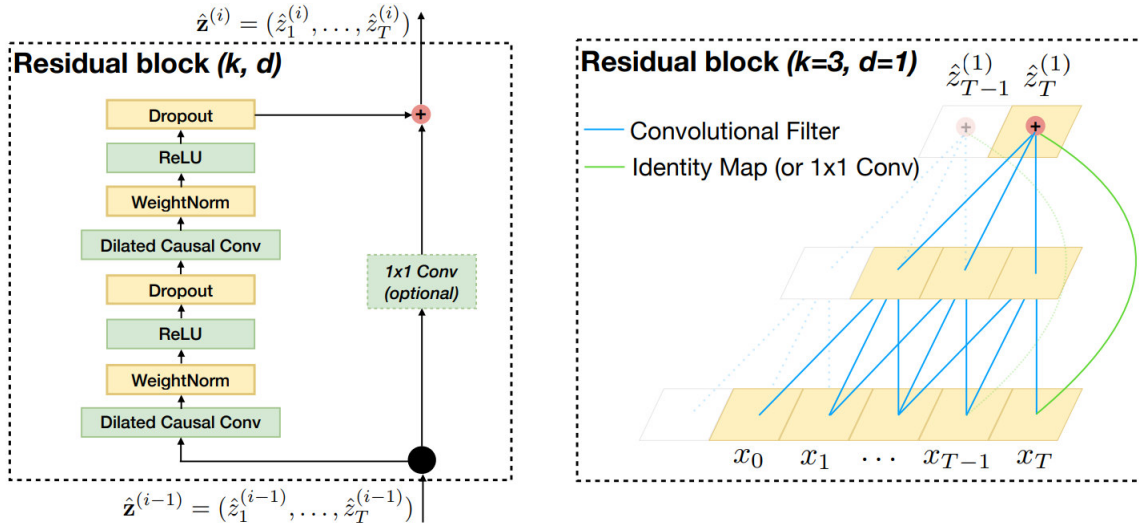 ẑ^(i) = (ẑ_1^(i), . . . , ẑ_T^(i))
Residual block (k, d)
Dropout
+
ReLU
WeightNorm
Dilated Causal Conv
1x1 Conv
(optional)
Dropout
ReLU
WeightNorm
Dilated Causal Conv
ẑ^(i−1) = (ẑ_1^(i−1), . . . , ẑ_T^(i−1))
Residual block (k=3, d=1)
ẑ_{T−1}^(1) ẑ_T^(1)
+ +
Convolutional Filter
Identity Map (or 1x1 Conv)
x_0 x_1 . . . x_{T−1} x_T